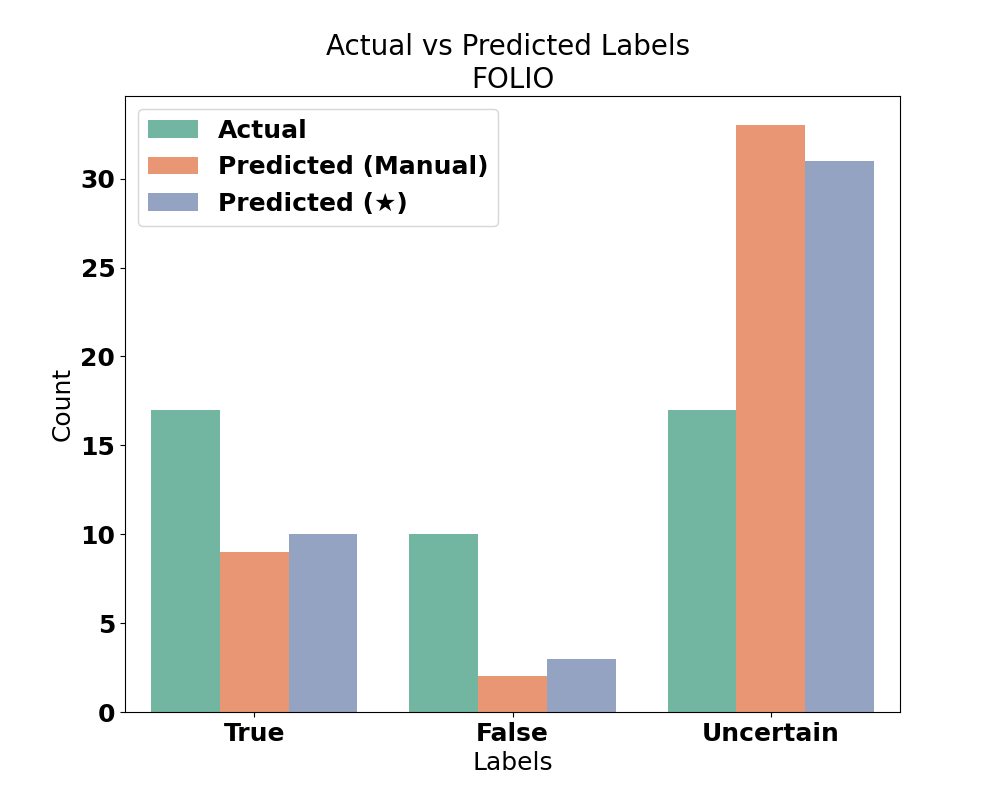 Actual vs Predicted Labels
FOLIO
Actual
Predicted (Manual)
Predicted (★)
Count
30
25
20
15
10
5
0
True False Uncertain
Labels